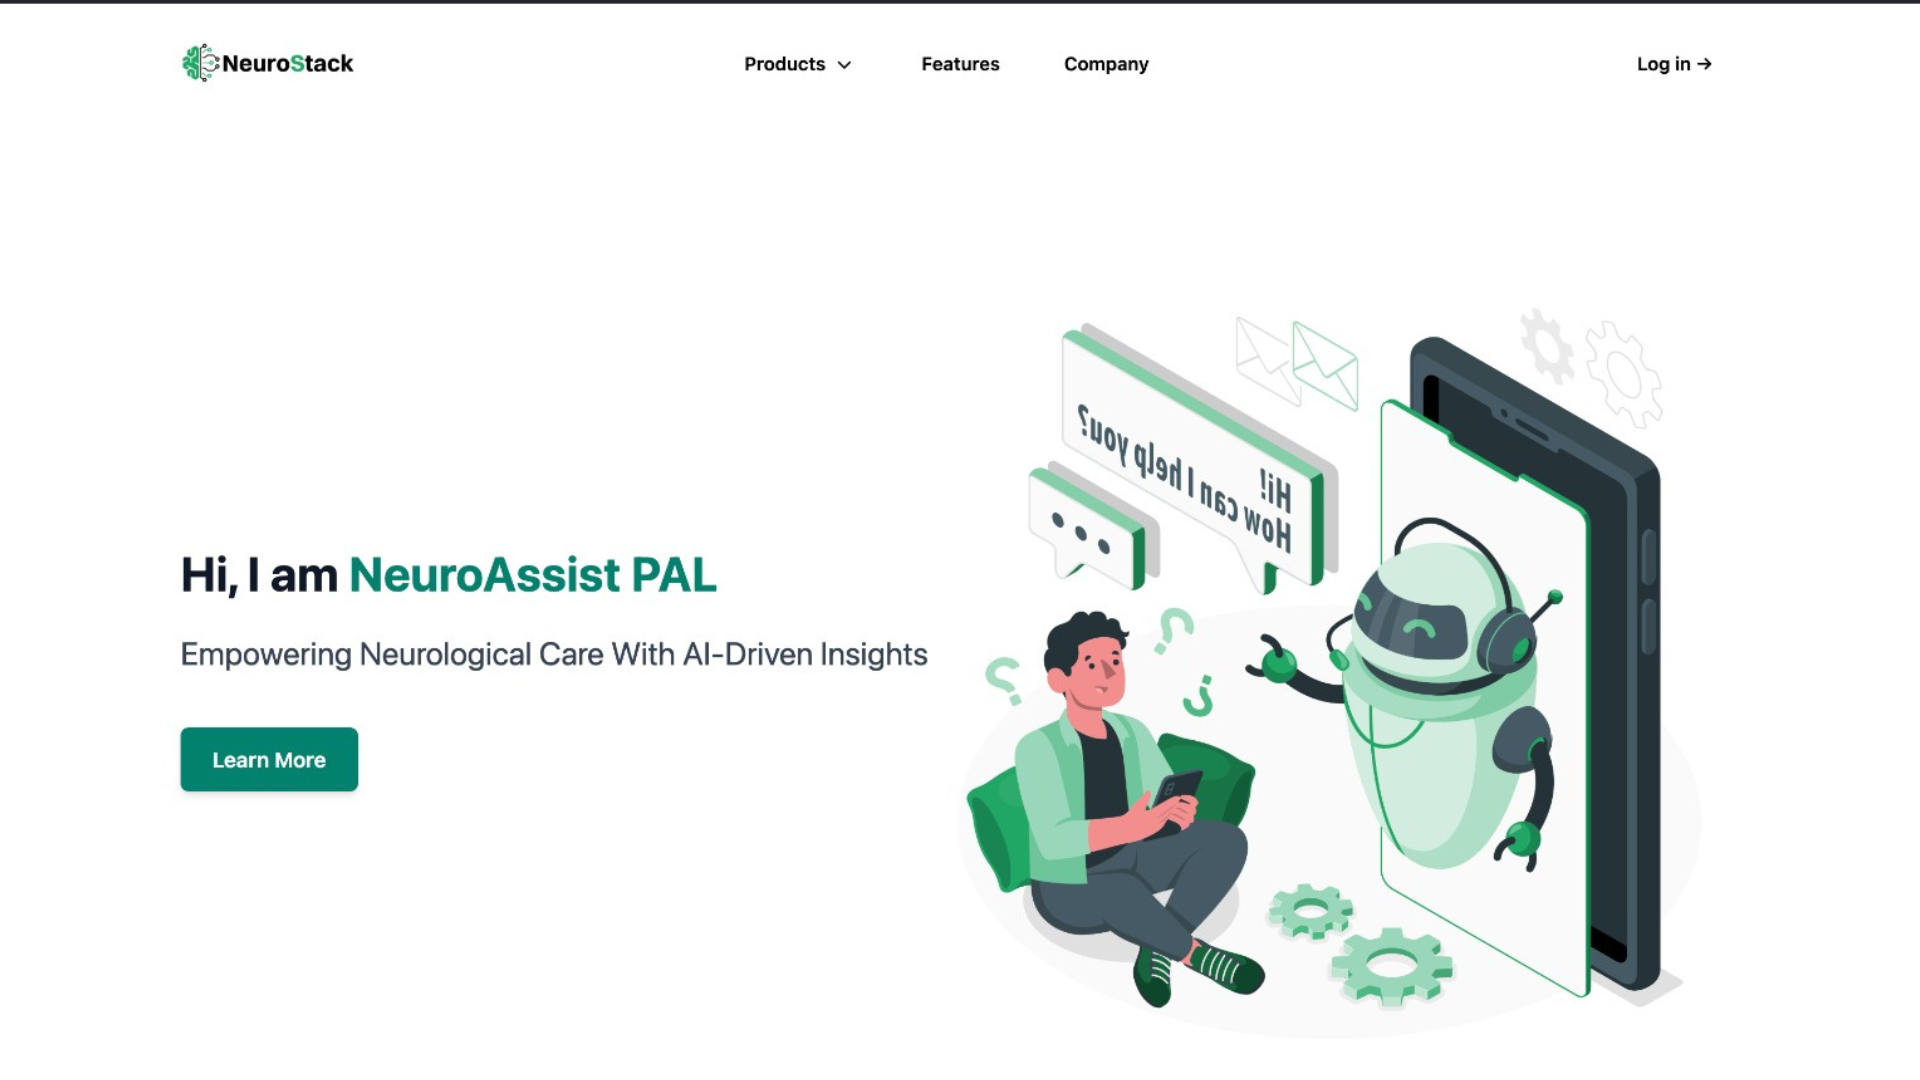 NeuroStack
Products
Features
Company
Log in →
Hi!
How can I help you?
Hi, I am NeuroAssist PAL
Empowering Neurological Care With AI-Driven Insights
Learn More